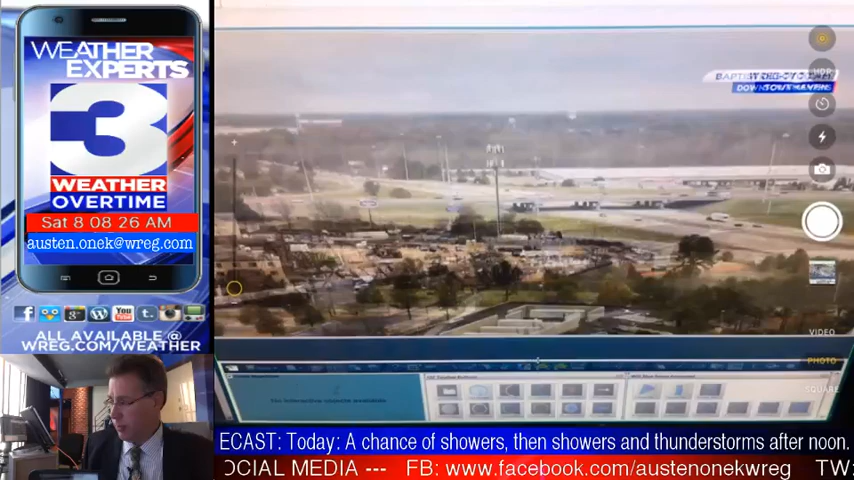 WEATHER
EXPERTS
3
WEATHER
OVERTIME
Sat 8 08 26 AM
austen.onek@wreg.com
ALL AVAILABLE @
WREG.COM/WEATHER
HDR
VIDEO
PHOTO
SQUARE
ECAST: Today: A chance of showers, then showers and thunderstorms after noon.
OCIAL MEDIA --- FB: www.facebook.com/austenonekwreg TW: